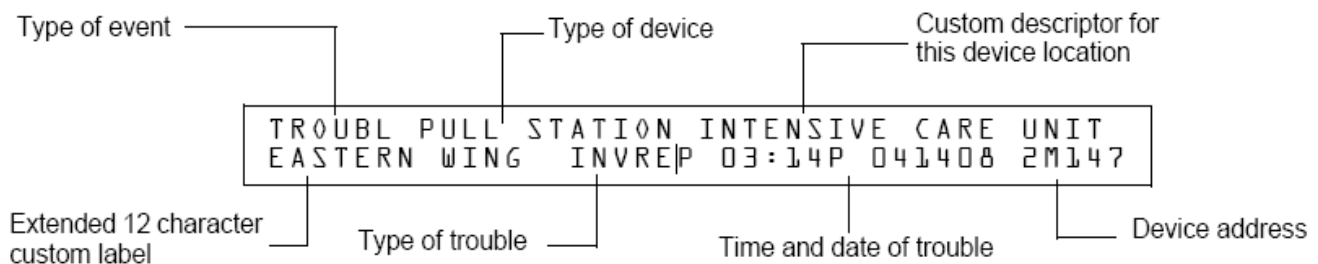 Type of event
Type of device
Custom descriptor for
this device location
TROUBL PULL STATION INTENSIVE CARE UNIT
EASTERN WING INVREP 03:14P 041408 2M147
Extended 12 character
custom label
Type of trouble
Time and date of trouble
Device address